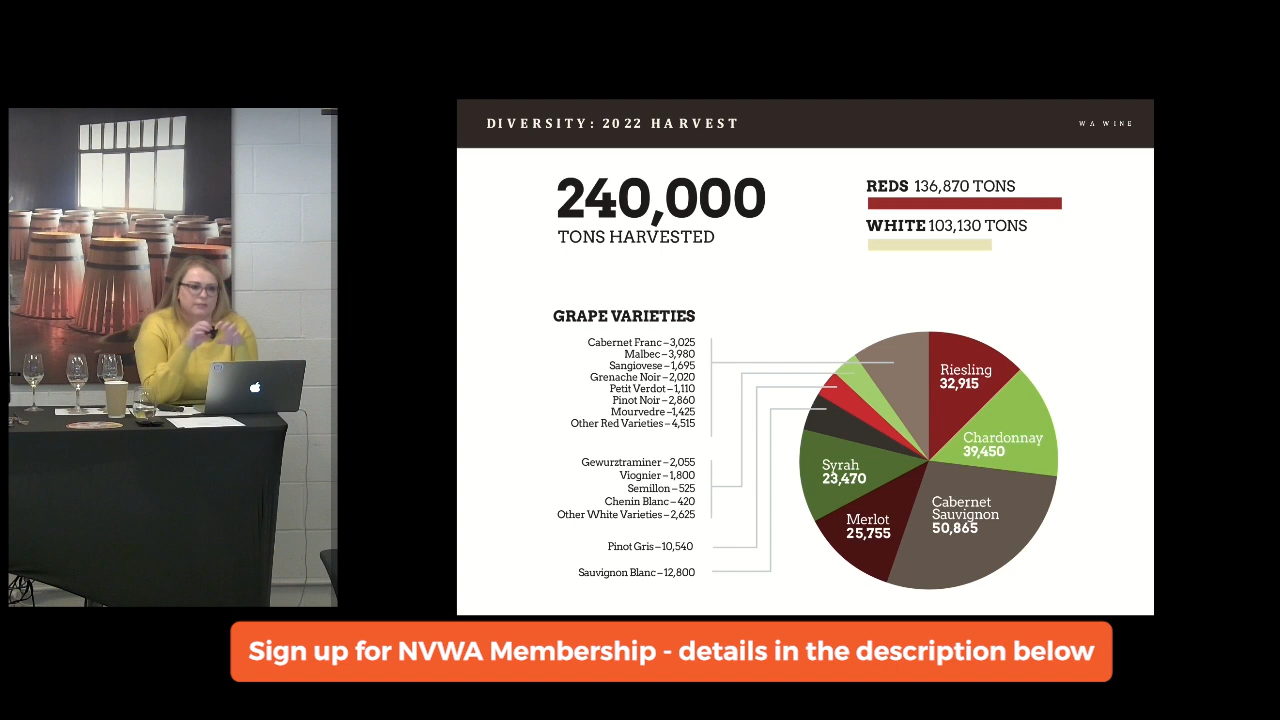 DIVERSITY: 2022 HARVEST
WA WINE
240,000
TONS HARVESTED
REDS 136,870 TONS
WHITE 103,130 TONS
GRAPE VARIETIES
Cabernet Franc – 3,025
Malbec – 3,980
Sangiovese – 1,695
Grenache Noir – 2,020
Petit Verdot – 1,110
Pinot Noir – 2,860
Mourvedre –1,425
Other Red Varieties – 4,515
Gewurztraminer – 2,055
Viognier – 1,800
Semillon – 525
Chenin Blanc – 420
Other White Varieties – 2,625
Pinot Gris – 10,540
Sauvignon Blanc – 12,800
Riesling
32,915
Chardonnay
39,450
Cabernet
Sauvignon
50,865
Merlot
25,755
Syrah
23,470
Sign up for NVWA Membership - details in the description below